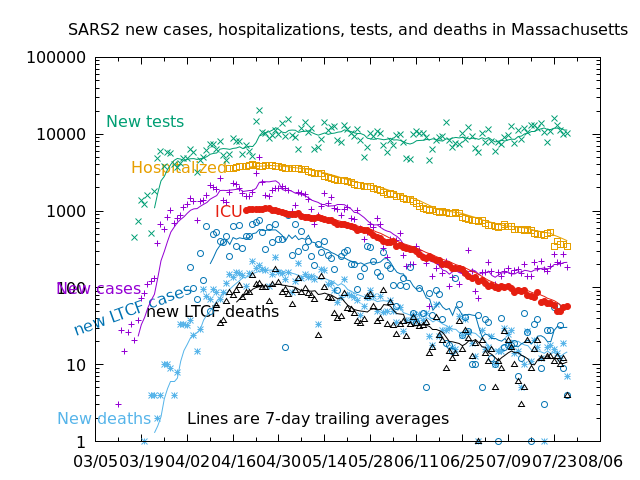 SARS2 new cases, hospitalizations, tests, and deaths in Massachusetts
100000
New tests
10000
Hospitalized
1000
ICU
100
New cases
new LTCF cases
new LTCF deaths
10
New deaths
Lines are 7-day trailing averages
1
03/05 03/19 04/02 04/16 04/30 05/14 05/28 06/11 06/25 07/09 07/23 08/06